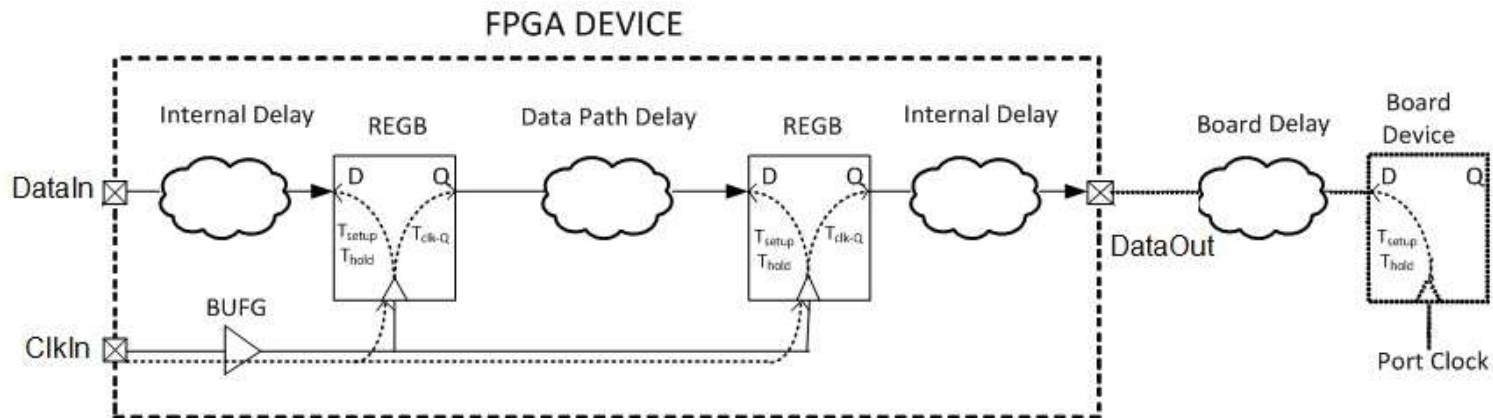 FPGA DEVICE
Internal Delay
REGB
Data Path Delay
REGB
Internal Delay
Board Delay
Board
Device
DataIn
D
Q
D
Q
D
Q
Tsetup
Thold
Tclk-Q
Tsetup
Thold
Tclk-Q
DataOut
Tsetup
Thold
BUFG
ClkIn
Port Clock